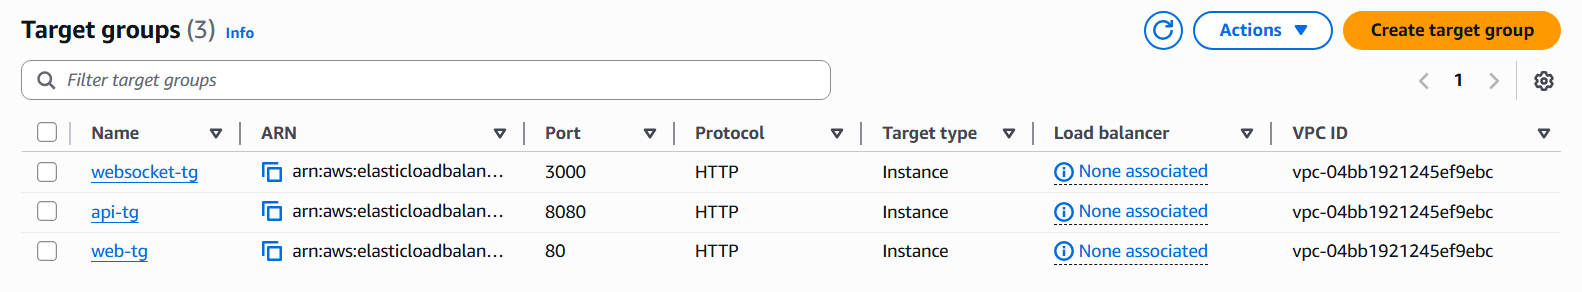 Target groups (3) Info Actions Create target group
Filter target groups 1
Name ARN Port Protocol Target type Load balancer VPC ID
websocket-tg arn:aws:elasticloadbalan... 3000 HTTP Instance None associated vpc-04bb1921245ef9ebc
api-tg arn:aws:elasticloadbalan... 8080 HTTP Instance None associated vpc-04bb1921245ef9ebc
web-tg arn:aws:elasticloadbalan... 80 HTTP Instance None associated vpc-04bb1921245ef9ebc